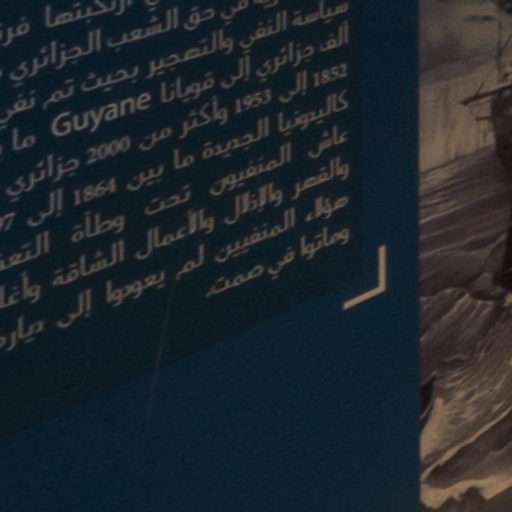 ارتكبتها
في حق الشعب الجزائري
سياسة النفي والتهجير بحيث تم نفي
ألف جزائري إلى قويانا Guyane ما
1852 إلى 1953 وأكثر من 2000 جزائري
كاليدونيا الجديدة ما بين 1864 إلى
عاش المنفيون تحت وطأة
والقهر والإذلال والأعمال الشاقة
هؤلاء المنفيين لم يعودوا إلى
وماتوا في صمت.